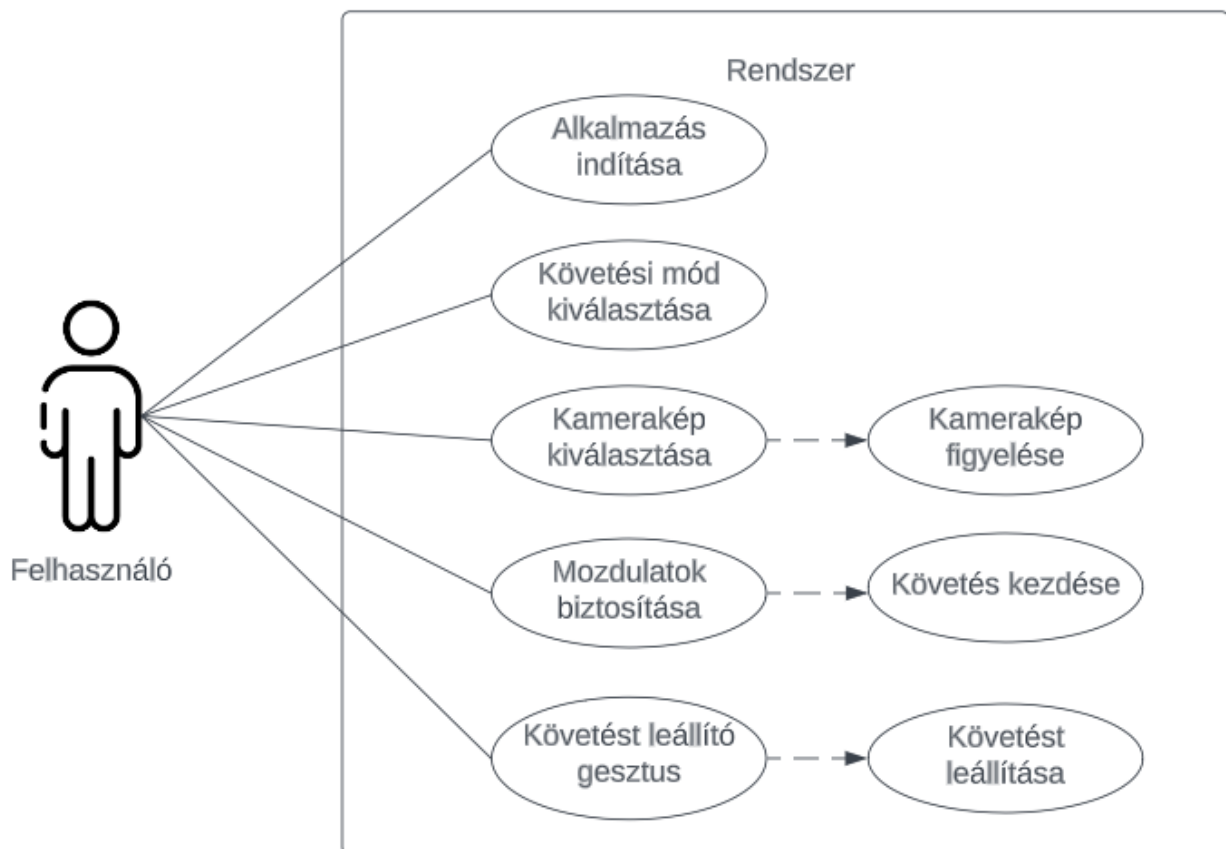 Rendszer
Alkalmazás
indítása
Követési mód
kiválasztása
Kamerakép
kiválasztása
Kamerakép
figyelése
Mozdulatok
biztosítása
Követés kezdése
Felhasználó
Követést leállító
gesztus
Követést
leállítása